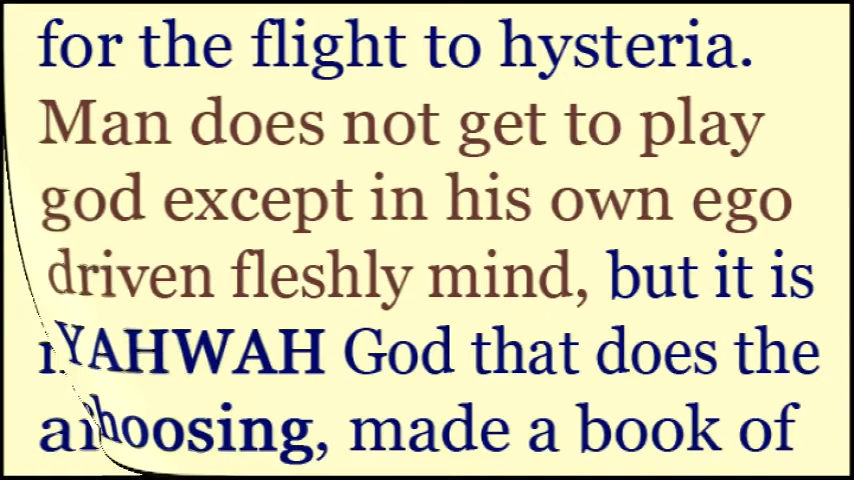 for the flight to hysteria.
Man does not get to play
god except in his own ego
driven fleshly mind, but it is
YAHWAH God that does the
hoosing, made a book of